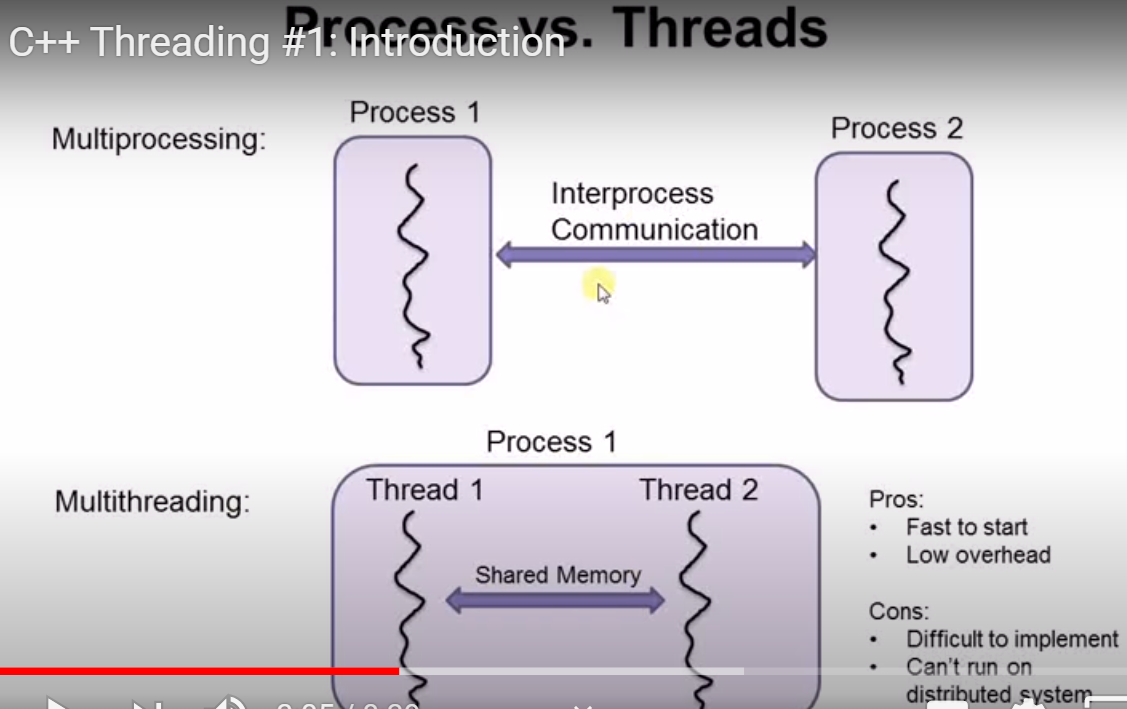 Process vs. Threads
C++ Threading #1: Introduction
Multiprocessing:
Process 1
Process 2
Interprocess
Communication
Process 1
Multithreading:
Thread 1
Thread 2
Shared Memory
Pros:
• Fast to start
• Low overhead
Cons:
• Difficult to implement
• Can't run on
distributed system